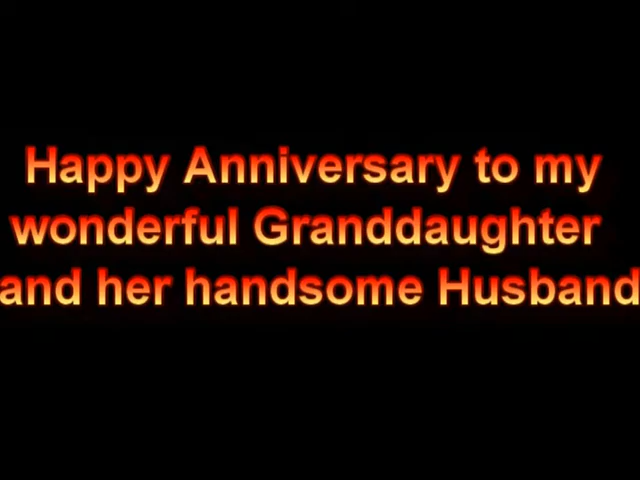 Happy Anniversary to my
wonderful Granddaughter
and her handsome Husband